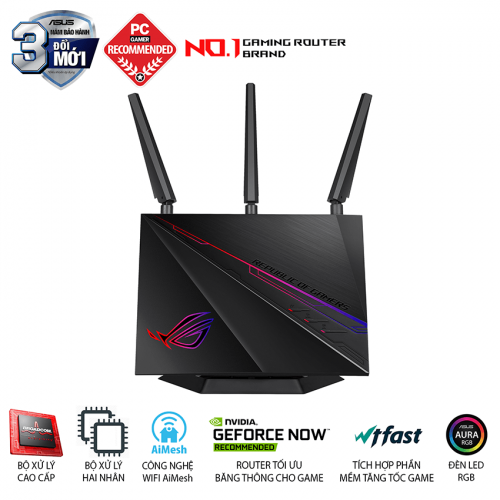 ASUS
3 NĂM BẢO HÀNH
ĐỔI MỚI
PC
GAMER
RECOMMENDED
NO.1 GAMING ROUTER
BRAND
REPUBLIC OF GAMERS
BROADCOM
AiMesh
NVIDIA
GEFORCE NOW
RECOMMENDED
wtfast
ASUS
AURA
RGB
BỘ XỬ LÝ
CAO CẤP
BỘ XỬ LÝ
HAI NHÂN
CÔNG NGHỆ
WIFI AiMesh
ROUTER TỐI ƯU
BĂNG THÔNG CHO GAME
TÍCH HỢP PHẦN
MỀM TĂNG TỐC GAME
ĐÈN LED
RGB